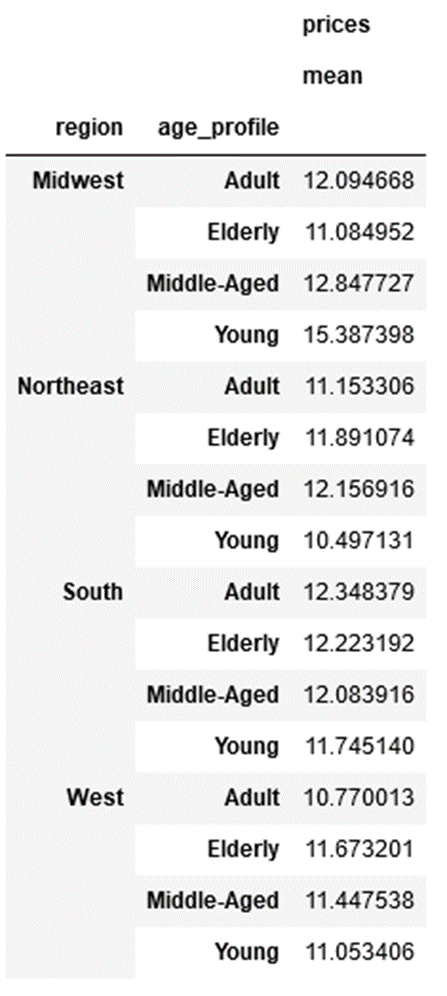 prices
mean
region age_profile
Midwest Adult 12.094668
Elderly 11.084952
Middle-Aged 12.847727
Young 15.387398
Northeast Adult 11.153306
Elderly 11.891074
Middle-Aged 12.156916
Young 10.497131
South Adult 12.348379
Elderly 12.223192
Middle-Aged 12.083916
Young 11.745140
West Adult 10.770013
Elderly 11.673201
Middle-Aged 11.447538
Young 11.053406